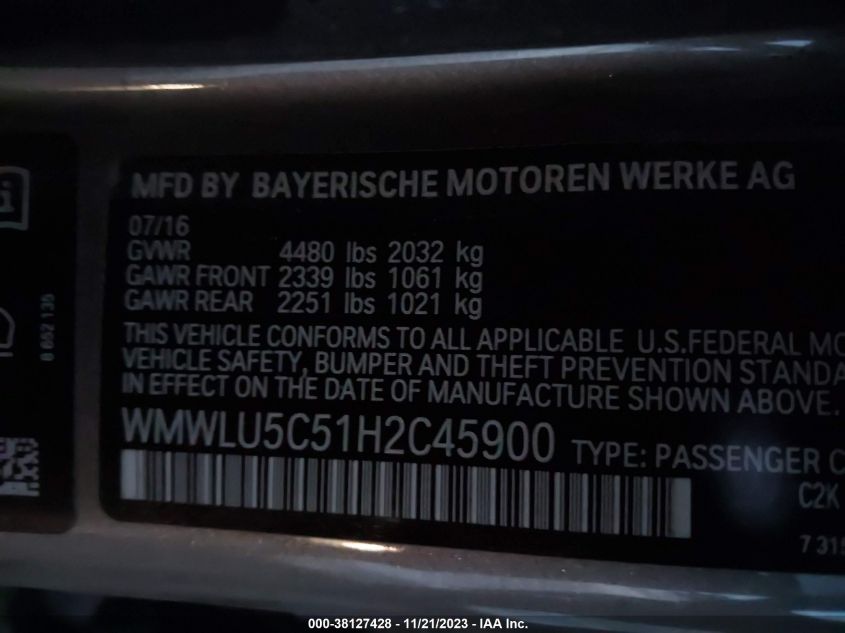 MFD BY BAYERISCHE MOTOREN WERKE AG
07/16
GVWR 4480 lbs 2032 kg
GAWR FRONT 2339 lbs 1061 kg
GAWR REAR 2251 lbs 1021 kg
THIS VEHICLE CONFORMS TO ALL APPLICABLE U.S.FEDERAL MO
VEHICLE SAFETY, BUMPER AND THEFT PREVENTION STANDA
IN EFFECT ON THE DATE OF MANUFACTURE SHOWN ABOVE.
WMWLU5C51H2C45900 TYPE: PASSENGER C
C2K
7 315
8 652 135
000-38127428 - 11/21/2023 - IAA Inc.